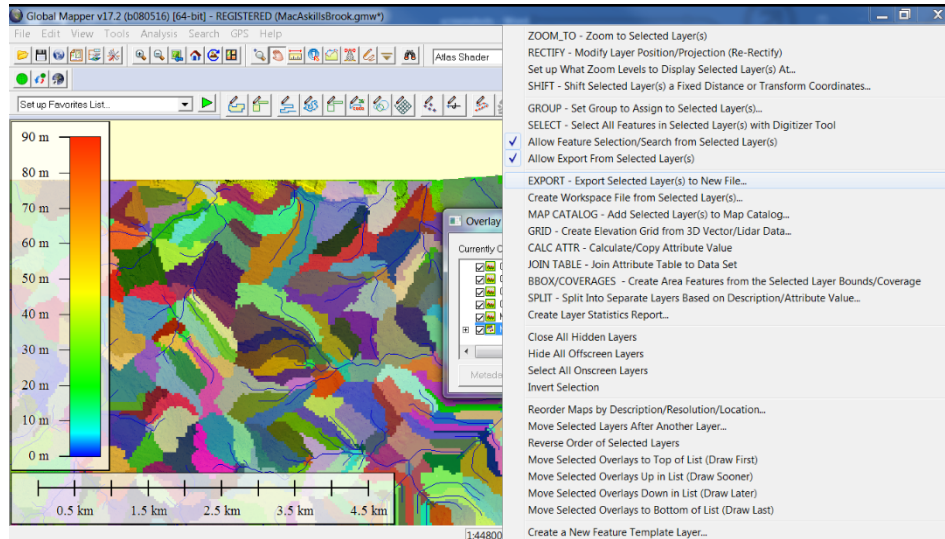 Global Mapper v17.2 (b080516) [64-bit] - REGISTERED (MacAskillsBrook.gmw*)
File Edit View Tools Analysis Search GPS Help
Atlas Shader
Set up Favorites List...
90 m
80 m
70 m
60 m
50 m
40 m
30 m
20 m
10 m
0 m
0.5 km 1.5 km 2.5 km 3.5 km 4.5 km
Overlay
Currently
Metada
1:44800
ZOOM_TO - Zoom to Selected Layer(s)
RECTIFY - Modify Layer Position/Projection (Re-Rectify)
Set up What Zoom Levels to Display Selected Layer(s) At...
SHIFT - Shift Selected Layer(s) a Fixed Distance or Transform Coordinates...
GROUP - Set Group to Assign to Selected Layer(s)...
SELECT - Select All Features in Selected Layer(s) with Digitizer Tool
Allow Feature Selection/Search from Selected Layer(s)
Allow Export From Selected Layer(s)
EXPORT - Export Selected Layer(s) to New File...
Create Workspace File from Selected Layer(s)...
MAP CATALOG - Add Selected Layer(s) to Map Catalog...
GRID - Create Elevation Grid from 3D Vector/Lidar Data...
CALC ATTR - Calculate/Copy Attribute Value
JOIN TABLE - Join Attribute Table to Data Set
BBOX/COVERAGES - Create Area Features from the Selected Layer Bounds/Coverage
SPLIT - Split Into Separate Layers Based on Description/Attribute Value...
Create Layer Statistics Report...
Close All Hidden Layers
Hide All Offscreen Layers
Select All Onscreen Layers
Invert Selection
Reorder Maps by Description/Resolution/Location...
Move Selected Layers After Another Layer...
Reverse Order of Selected Layers
Move Selected Overlays to Top of List (Draw First)
Move Selected Overlays Up in List (Draw Sooner)
Move Selected Overlays Down in List (Draw Later)
Move Selected Overlays to Bottom of List (Draw Last)
Create a New Feature Template Layer...